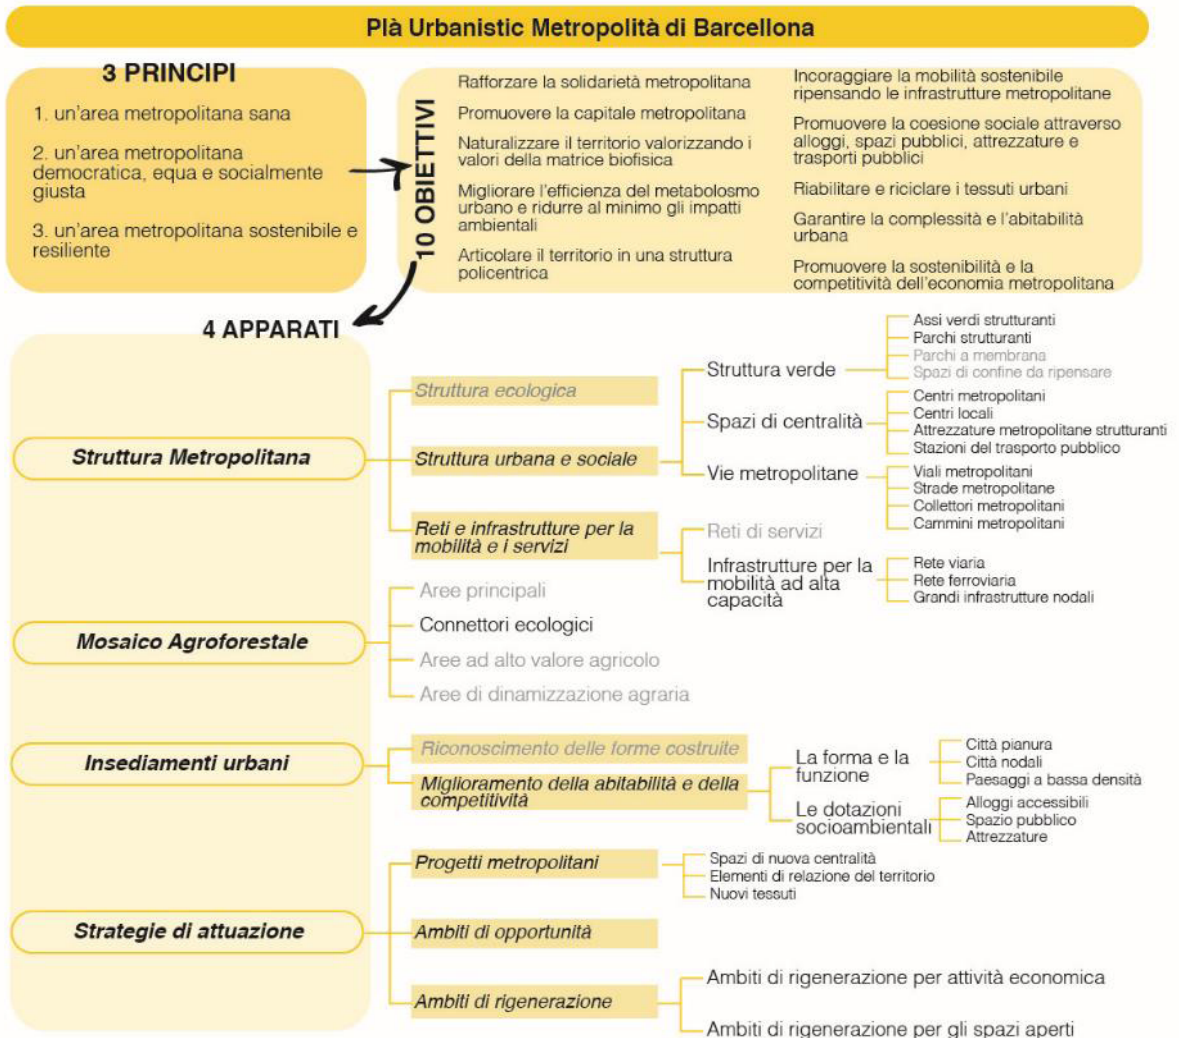 Plà Urbanistic Metropolità di Barcellona
3 PRINCIPI
1. un'area metropolitana sana
2. un'area metropolitana
democratica, equa e socialmente
giusta
3. un'area metropolitana sostenibile e
resiliente
10 OBIETTIVI
Rafforzare la solidarietà metropolitana
Promuovere la capitale metropolitana
Naturalizzare il territorio valorizzando i
valori della matrice biofisica
Migliorare l'efficienza del metabolosmo
urbano e ridurre al minimo gli impatti
ambientali
Articolare il territorio in una struttura
policentrica
Incoraggiare la mobilità sostenibile
ripensando le infrastrutture metropolitane
Promuovere la coesione sociale attraverso
alloggi, spazi pubblici, attrezzature e
trasporti pubblici
Riabilitare e riciclare i tessuti urbani
Garantire la complessità e l'abitabilità
urbana
Promuovere la sostenibilità e la
competitività dell'economia metropolitana
4 APPARATI
Struttura Metropolitana
Struttura ecologica
Struttura urbana e sociale
Struttura verde
Assi verdi strutturanti
Parchi strutturanti
Parchi a membrana
Spazi di confine da ripensare
Spazi di centralità
Centri metropolitani
Centri locali
Attrezzature metropolitane strutturanti
Stazioni del trasporto pubblico
Vie metropolitane
Viali metropolitani
Strade metropolitane
Collettori metropolitani
Cammini metropolitani
Reti e infrastrutture per la
mobilità e i servizi
Reti di servizi
Infrastrutture per la
mobilità ad alta
capacità
Rete viaria
Rete ferroviaria
Grandi infrastrutture nodali
Mosaico Agroforestale
Aree principali
Connettori ecologici
Aree ad alto valore agricolo
Aree di dinamizzazione agraria
Insediamenti urbani
Riconoscimento delle forme costruite
Miglioramento della abitabilità e della
competitività
La forma e la
funzione
Città pianura
Città nodali
Paesaggi a bassa densità
Le dotazioni
socioambientali
Alloggi accessibili
Spazio pubblico
Attrezzature
Strategie di attuazione
Progetti metropolitani
Spazi di nuova centralità
Elementi di relazione del territorio
Nuovi tessuti
Ambiti di opportunità
Ambiti di rigenerazione
Ambiti di rigenerazione per attività economica
Ambiti di rigenerazione per gli spazi aperti